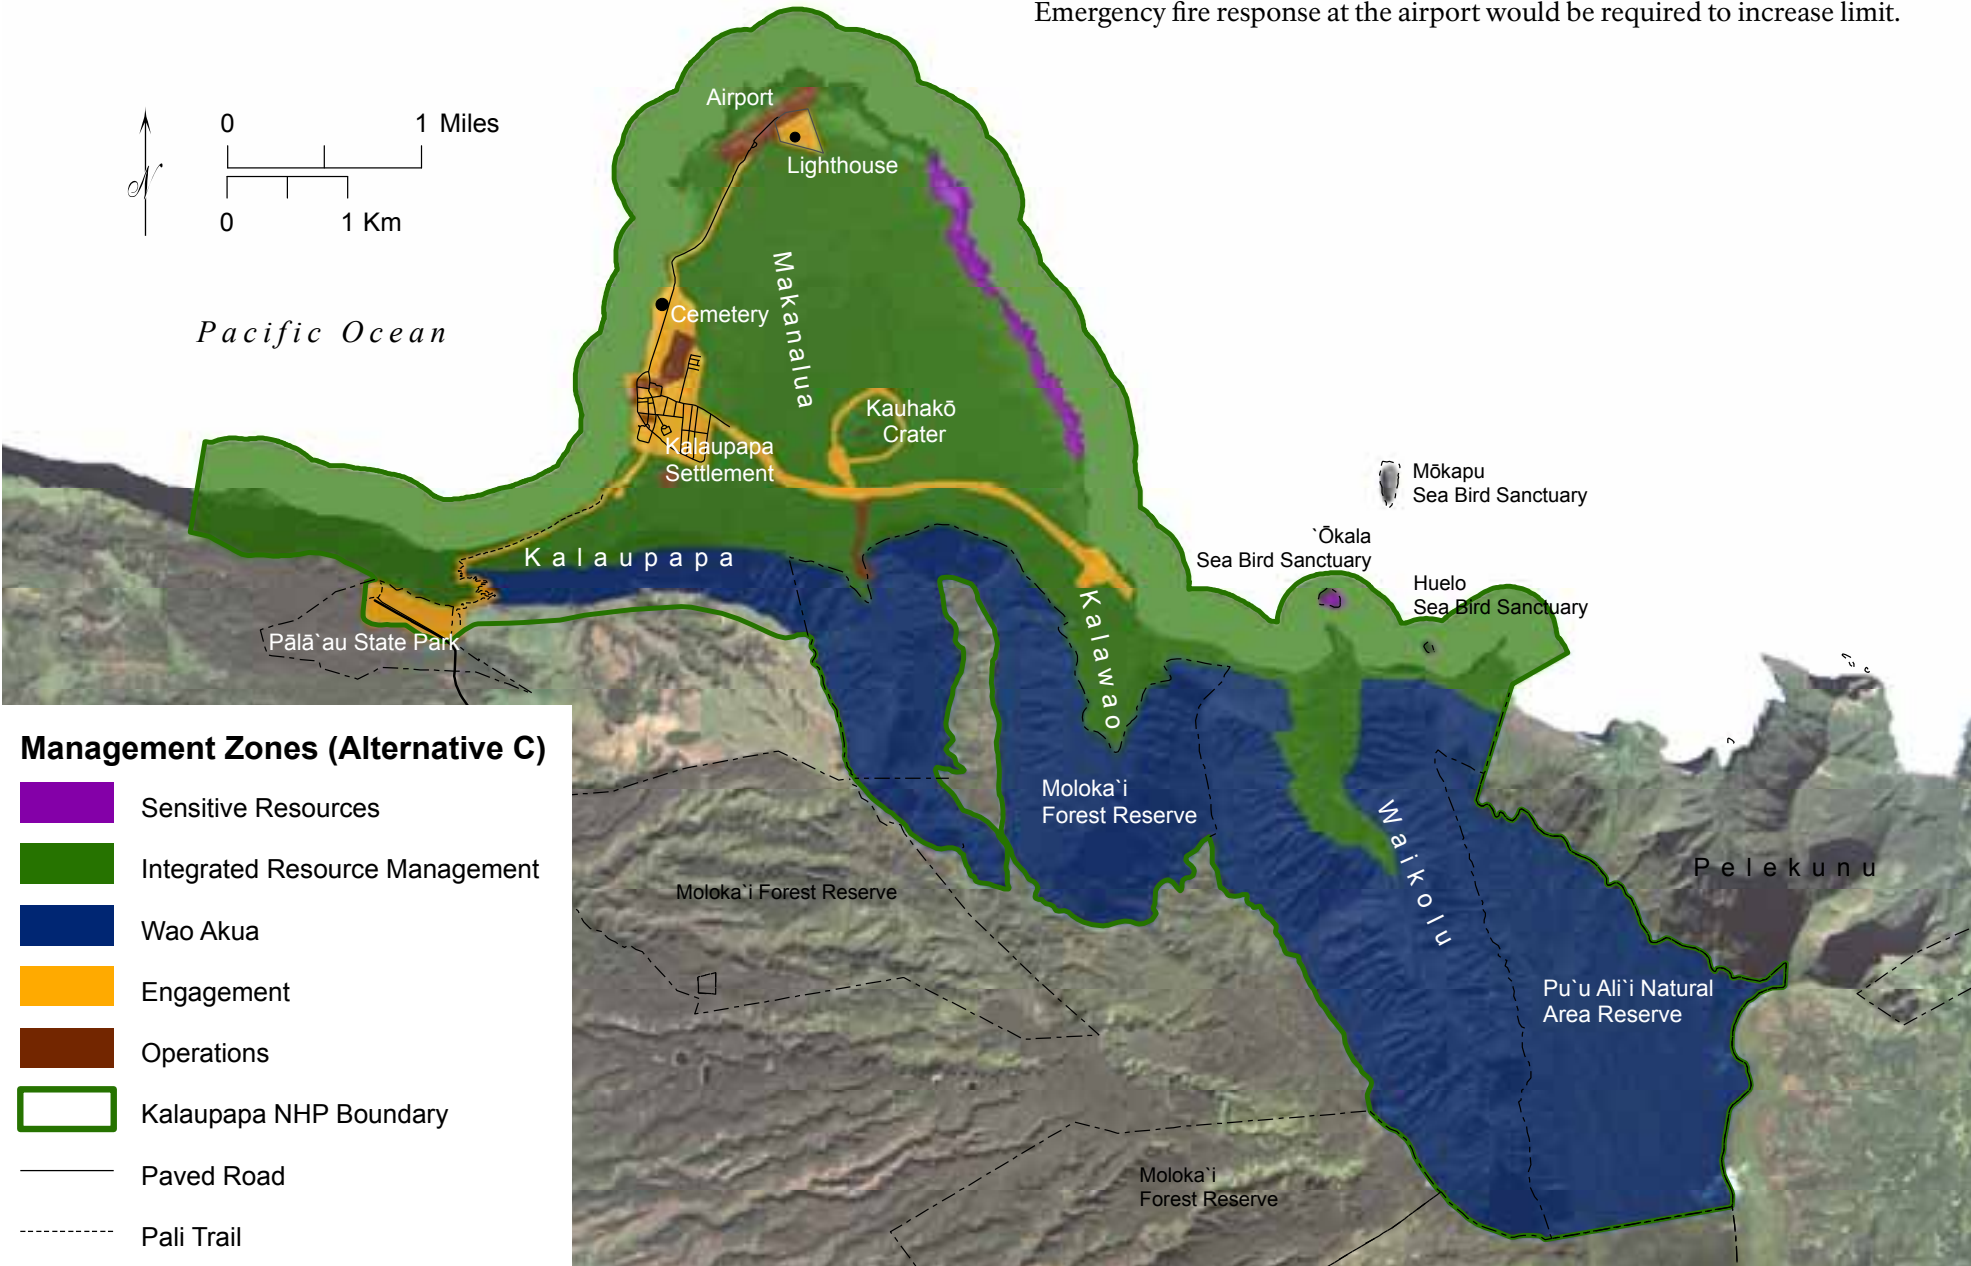 Emergency fire response at the airport would be required to increase limit.
Airport
0
1 Miles
N
Lighthouse
0
1 Km
Makanalua
Cemetery
Pacific Ocean
Kauhakō
Crater
Kalaupapa
Settlement
Mōkapu
Sea Bird Sanctuary
`Ōkala
Sea Bird Sanctuary
Kalaupapa
Huelo
Sea Bird Sanctuary
Kalawao
Pālā`au State Park
Management Zones (Alternative C)
Sensitive Resources
Integrated Resource Management
Wao Akua
Engagement
Operations
Kalaupapa NHP Boundary
Paved Road
Pali Trail
Moloka`i
Forest Reserve
Waikolu
Pelekunu
Moloka`i Forest Reserve
Pu`u Ali`i Natural
Area Reserve
Moloka`i
Forest Reserve